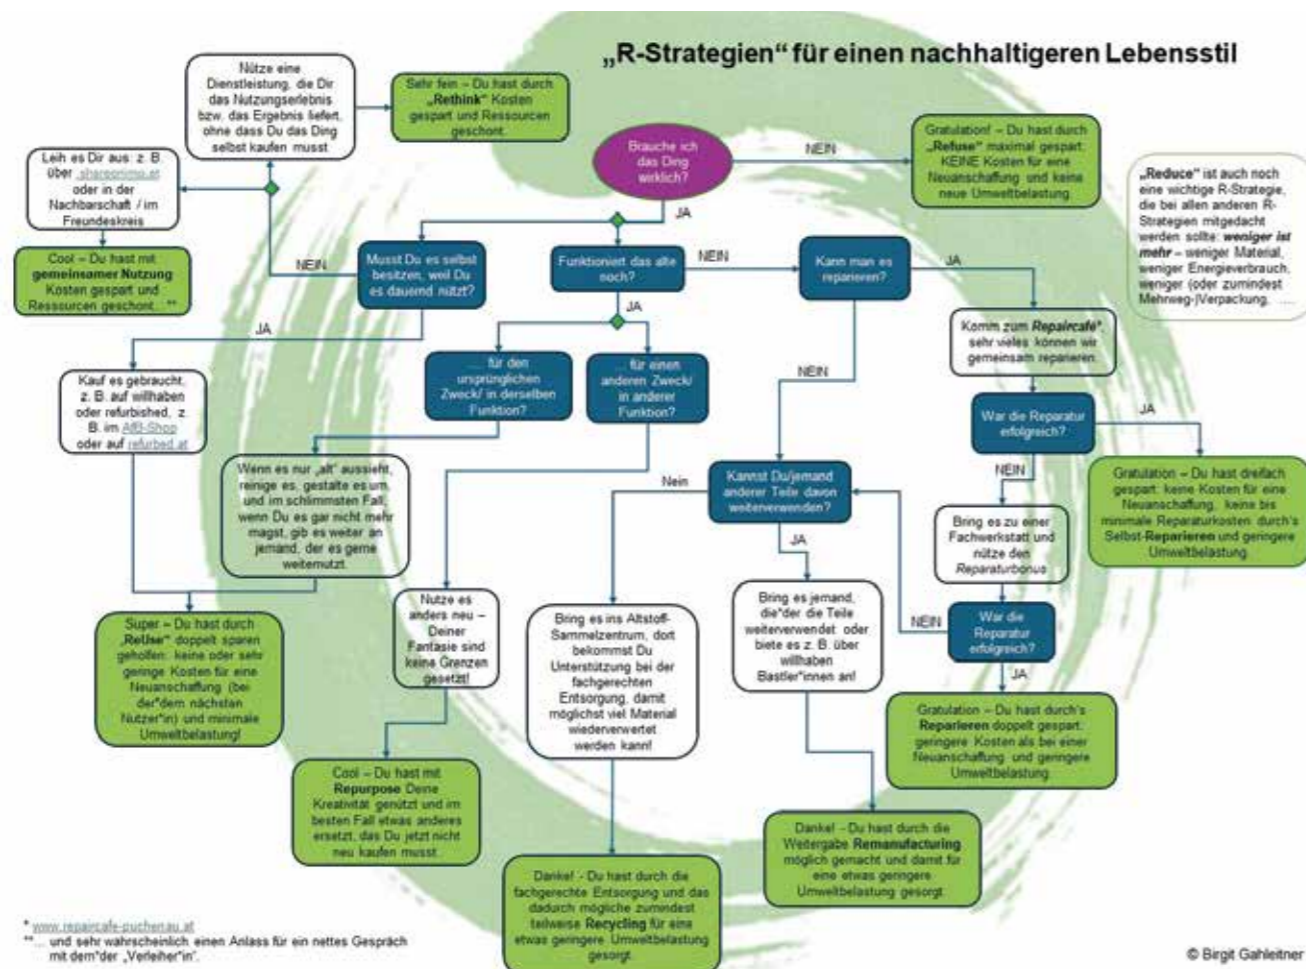 „R-Strategien“ für einen nachhaltigeren Lebensstil
Nütze eine
Dienstleistung, die Dir
das Nutzungserlebnis
bzw. das Ergebnis liefert,
ohne dass Du das Ding
selbst kaufen musst
Sehr fein – Du hast durch
„Rethink“ Kosten
gespart und Ressourcen
geschont.
Brauche ich
das Ding
wirklich?
NEIN
Gratulation! – Du hast durch
„Refuse“ maximal gespart:
KEINE Kosten für eine
Neuanschaffung und keine
neue Umweltbelastung.
Leih es Dir aus: z. B.
über
oder in der
Nachbarschaft / im
Freundeskreis
„Reduce“ ist auch noch
eine wichtige R-Strategie,
die bei allen anderen R-
Strategien mitgedacht
werden sollte: weniger ist
mehr – weniger Material,
weniger Energieverbrauch,
weniger (oder zumindest
Mehrweg-)Verpackung, ....
JA
Cool – Du hast mit
gemeinsamer Nutzung
Kosten gespart und
Ressourcen geschont... **
NEIN
Musst Du es selbst
besitzen, weil Du
es dauernd nützt?
Funktioniert das alte
noch?
NEIN
Kann man es
reparieren?
JA
JA
JA
Komm zum Repaircafe*,
sehr vieles können wir
gemeinsam reparieren.
Kauf es gebraucht,
z. B. auf willhaben
oder refurbished, z.
B. im AfB-Shop
oder auf refurbed.at
... für den
ursprünglichen
Zweck/ in derselben
Funktion?
... für einen
anderen Zweck/
in anderer
Funktion?
NEIN
War die Reparatur
erfolgreich?
JA
Wenn es nur „alt“ aussieht,
reinige es, gestalte es um,
und im schlimmsten Fall,
wenn Du es gar nicht mehr
magst, gib es weiter an
jemand, der es gerne
weiternutzt.
Nein
Kannst Du/jemand
anderer Teile davon
weiterverwenden?
NEIN
Gratulation – Du hast dreifach
gespart: keine Kosten für eine
Neuanschaffung, keine bis
minimale Reparaturkosten durch's
Selbst-Reparieren und geringere
Umweltbelastung.
JA
Bring es zu einer
Fachwerkstatt und
nütze den
Reparaturbonus
Nutze es
anders neu –
Deiner
Fantasie sind
keine Grenzen
gesetzt!
Bring es ins Altstoff-
Sammelzentrum, dort
bekommst Du
Unterstützung bei der
fachgerechten
Entsorgung, damit
möglichst viel Material
wiederverwertet
werden kann!
Bring es jemand,
die*der die Teile
weiterverwendet oder
biete es z. B. über
willhaben
Bastler*innen an!
NEIN
War die
Reparatur
erfolgreich?
Super – Du hast durch
„ReUse“ doppelt sparen
geholfen: keine oder sehr
geringe Kosten für eine
Neuanschaffung (bei
der*dem nächsten
Nutzer*in) und minimale
Umweltbelastung!
JA
Gratulation – Du hast durch's
Reparieren doppelt gespart:
geringere Kosten als bei einer
Neuanschaffung und geringere
Umweltbelastung.
Cool – Du hast mit
Repurpose Deine
Kreativität genützt und im
besten Fall etwas anderes
ersetzt, das Du jetzt nicht
neu kaufen musst.
Danke! - Du hast durch die
Weitergabe Remanufacturing
möglich gemacht und damit für
eine etwas geringere
Umweltbelastung gesorgt.
Danke! - Du hast durch die
fachgerechte Entsorgung und das
dadurch mögliche zumindest
teilweise Recycling für eine
etwas geringere Umweltbelastung
gesorgt.
* www.repaircafe-puchenau.at
**... und sehr wahrscheinlich einen Anlass für ein nettes Gespräch
mit dem*der „Verleiher*in“.
© Birgit Gahleitner